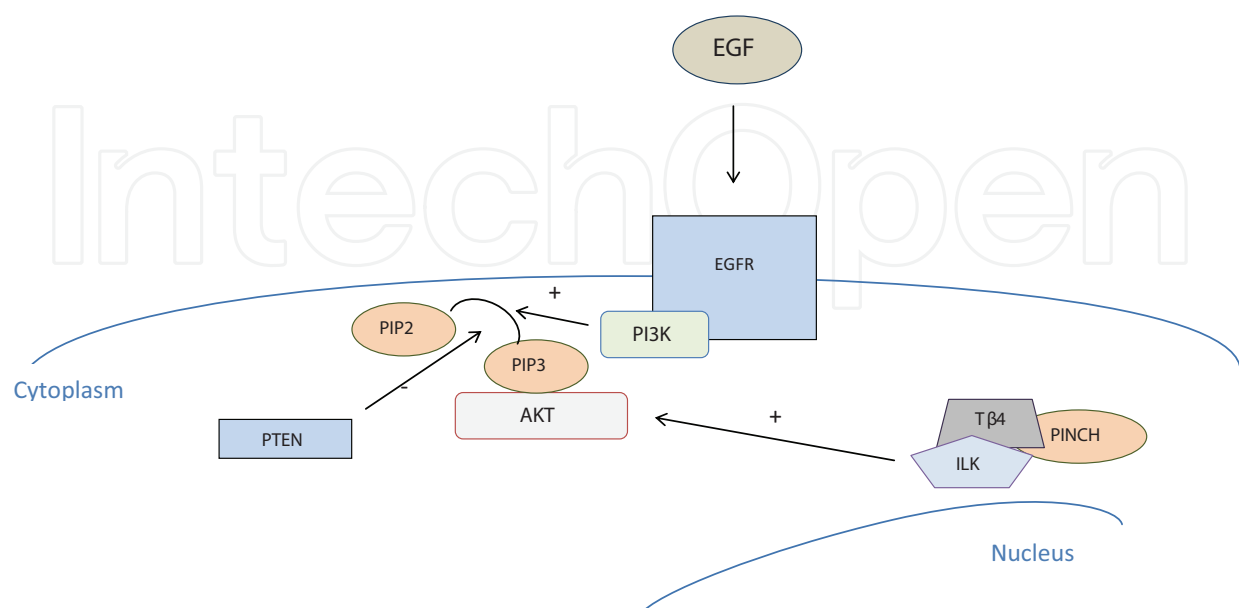 EGF
IntechOpen
EGFR
+
PIP2
PI3K
PIP3
Cytoplasm
-
AKT
+
Tβ4
PTEN
PINCH
ILK
Nucleus